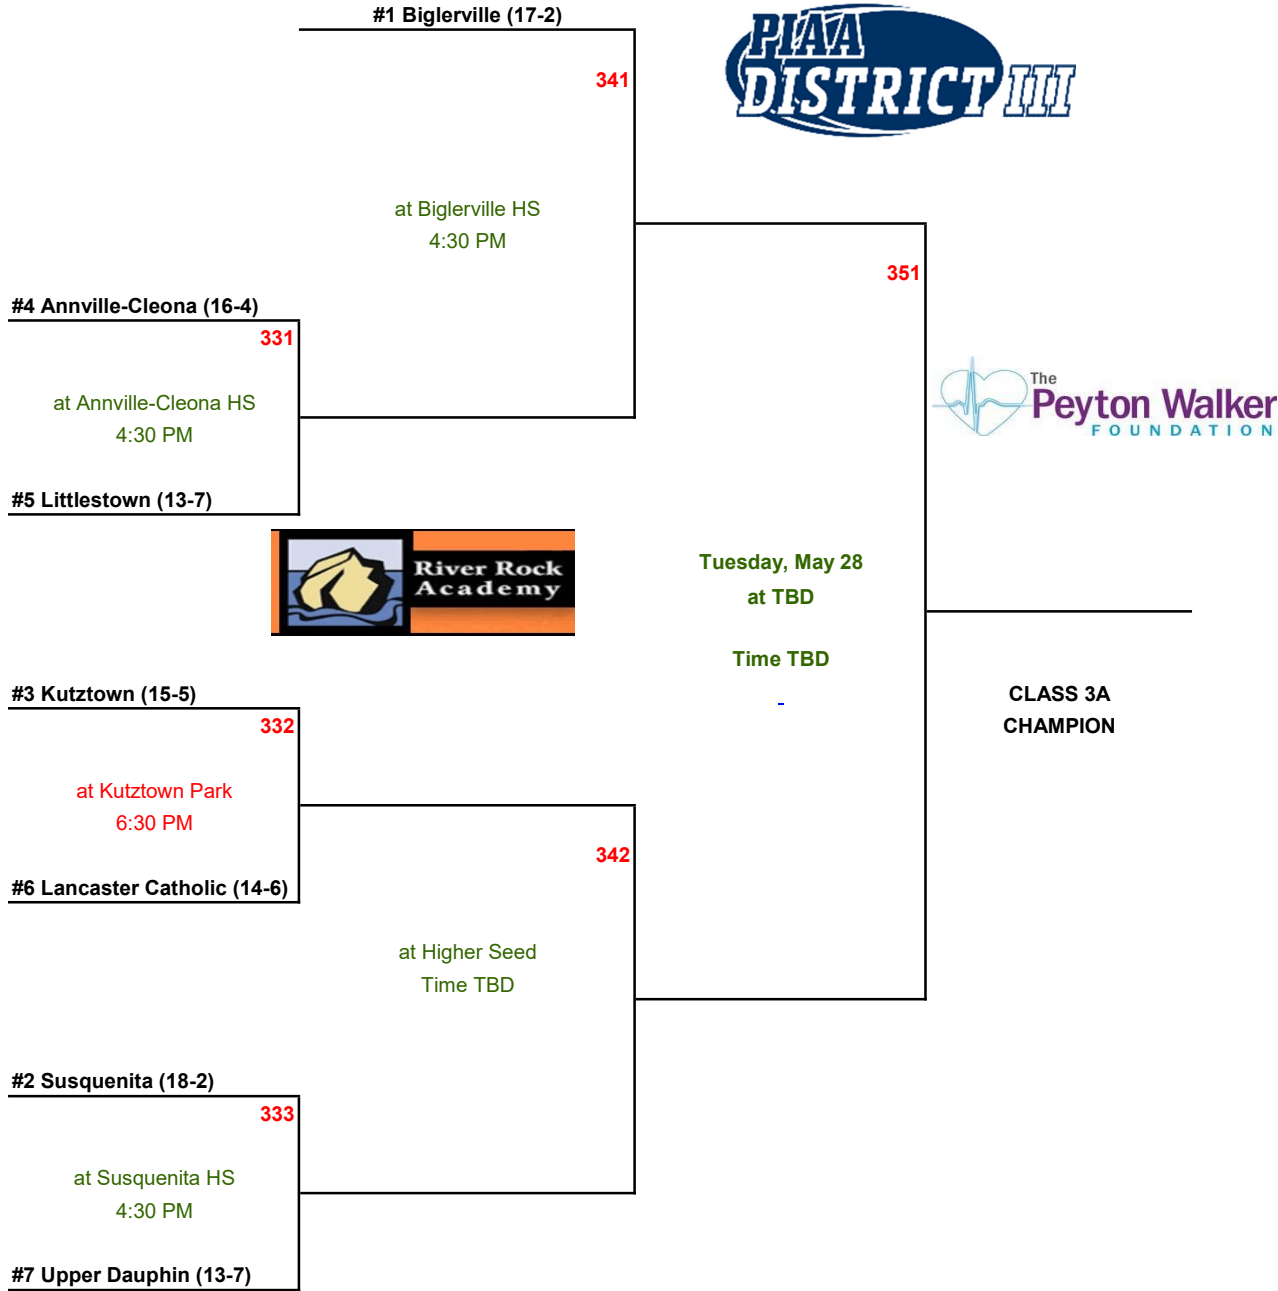 #1 Biglerville (17-2)
PIAA
DISTRICT III
341
at Biglerville HS
4:30 PM
351
#4 Annville-Cleona (16-4)
331
at Annville-Cleona HS
4:30 PM
The
Peyton Walker
FOUNDATION
#5 Littlestown (13-7)
River Rock
Academy
Tuesday, May 28
at TBD
Time TBD
#3 Kutztown (15-5)
332
at Kutztown Park
6:30 PM
CLASS 3A
CHAMPION
342
#6 Lancaster Catholic (14-6)
at Higher Seed
Time TBD
#2 Susquenita (18-2)
333
at Susquenita HS
4:30 PM
#7 Upper Dauphin (13-7)